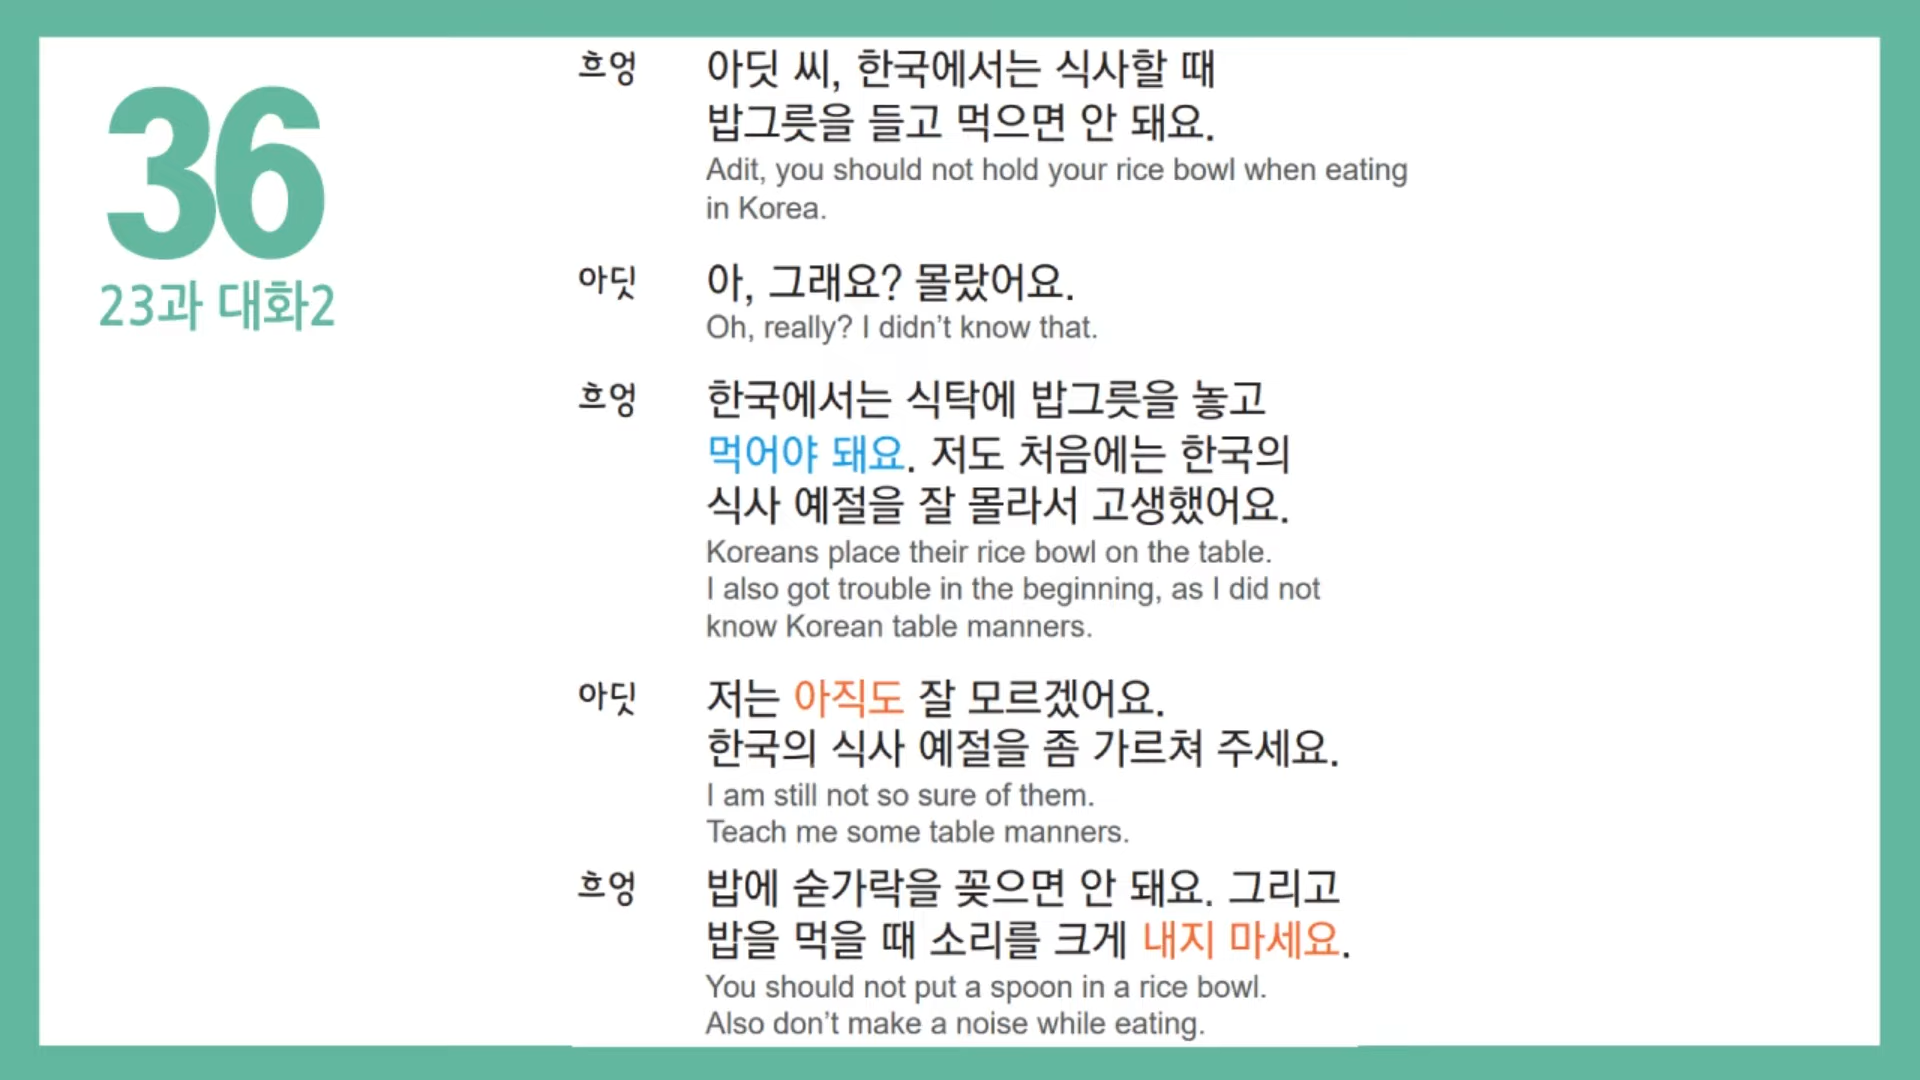 36
23과 대화2
흐엉 아딧 씨, 한국에서는 식사할 때
밥그릇을 들고 먹으면 안 돼요.
Adit, you should not hold your rice bowl when eating
in Korea.
아딧 아, 그래요? 몰랐어요.
Oh, really? I didn't know that.
흐엉 한국에서는 식탁에 밥그릇을 놓고
먹어야 돼요. 저도 처음에는 한국의
식사 예절을 잘 몰라서 고생했어요.
Koreans place their rice bowl on the table.
I also got trouble in the beginning, as I did not
know Korean table manners.
아딧 저는 아직도 잘 모르겠어요.
한국의 식사 예절을 좀 가르쳐 주세요.
I am still not so sure of them.
Teach me some table manners.
흐엉 밥에 숟가락을 꽂으면 안 돼요. 그리고
밥을 먹을 때 소리를 크게 내지 마세요.
You should not put a spoon in a rice bowl.
Also don't make a noise while eating.